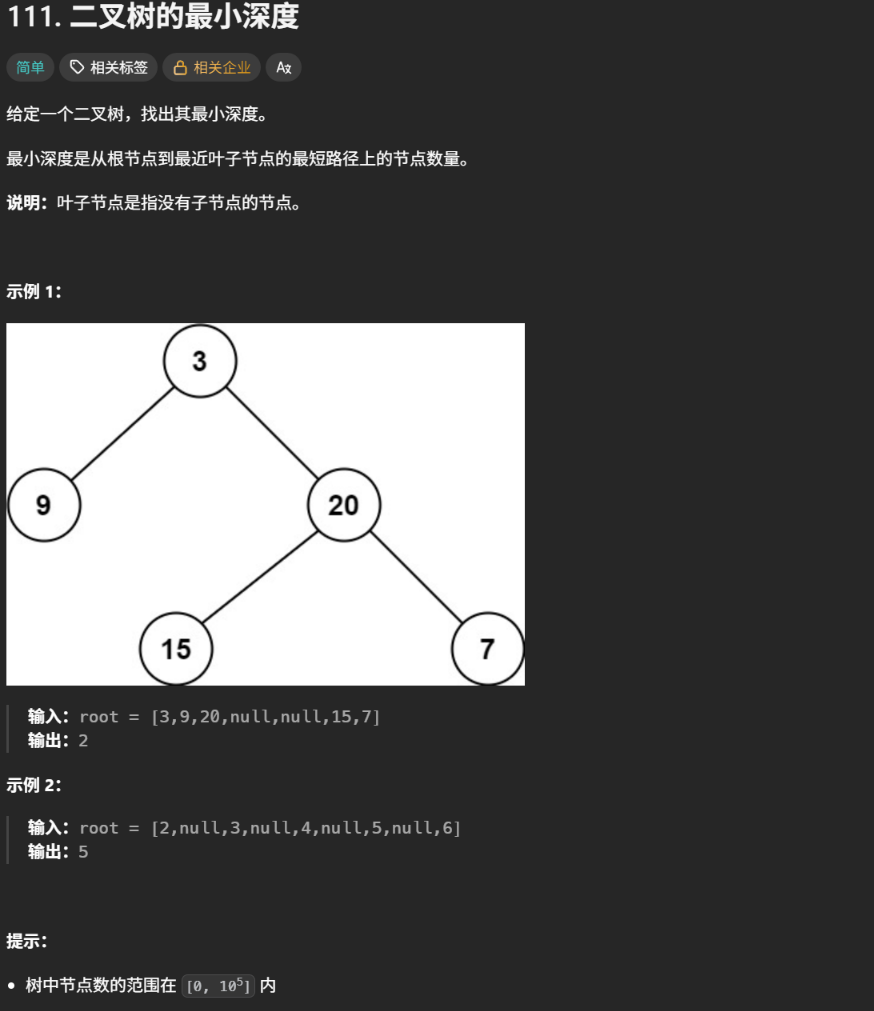 111. 二叉树的最小深度
简单 相关标签 相关企业 A文
给定一个二叉树，找出其最小深度。
最小深度是从根节点到最近叶子节点的最短路径上的节点数量。
说明：叶子节点是指没有子节点的节点。
示例 1：
3
9 20
15 7
输入：root = [3,9,20,null,null,15,7]
输出：2
示例 2：
输入：root = [2,null,3,null,4,null,5,null,6]
输出：5
提示：
• 树中节点数的范围在 [0, 10⁵] 内